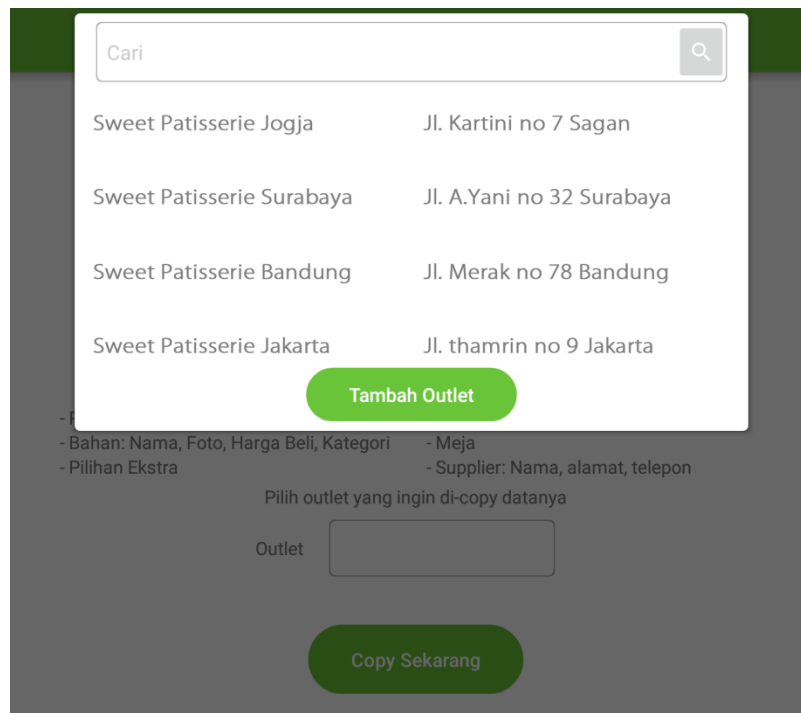 Cari
Sweet Patisserie Jogja Jl. Kartini no 7 Sagan
Sweet Patisserie Surabaya Jl. A.Yani no 32 Surabaya
Sweet Patisserie Bandung Jl. Merak no 78 Bandung
Sweet Patisserie Jakarta Jl. thamrin no 9 Jakarta
Tambah Outlet
- Bahan: Nama, Foto, Harga Beli, Kategori - Meja
- Pilihan Ekstra - Supplier: Nama, alamat, telepon
Pilih outlet yang ingin di-copy datanya
Outlet
Copy Sekarang